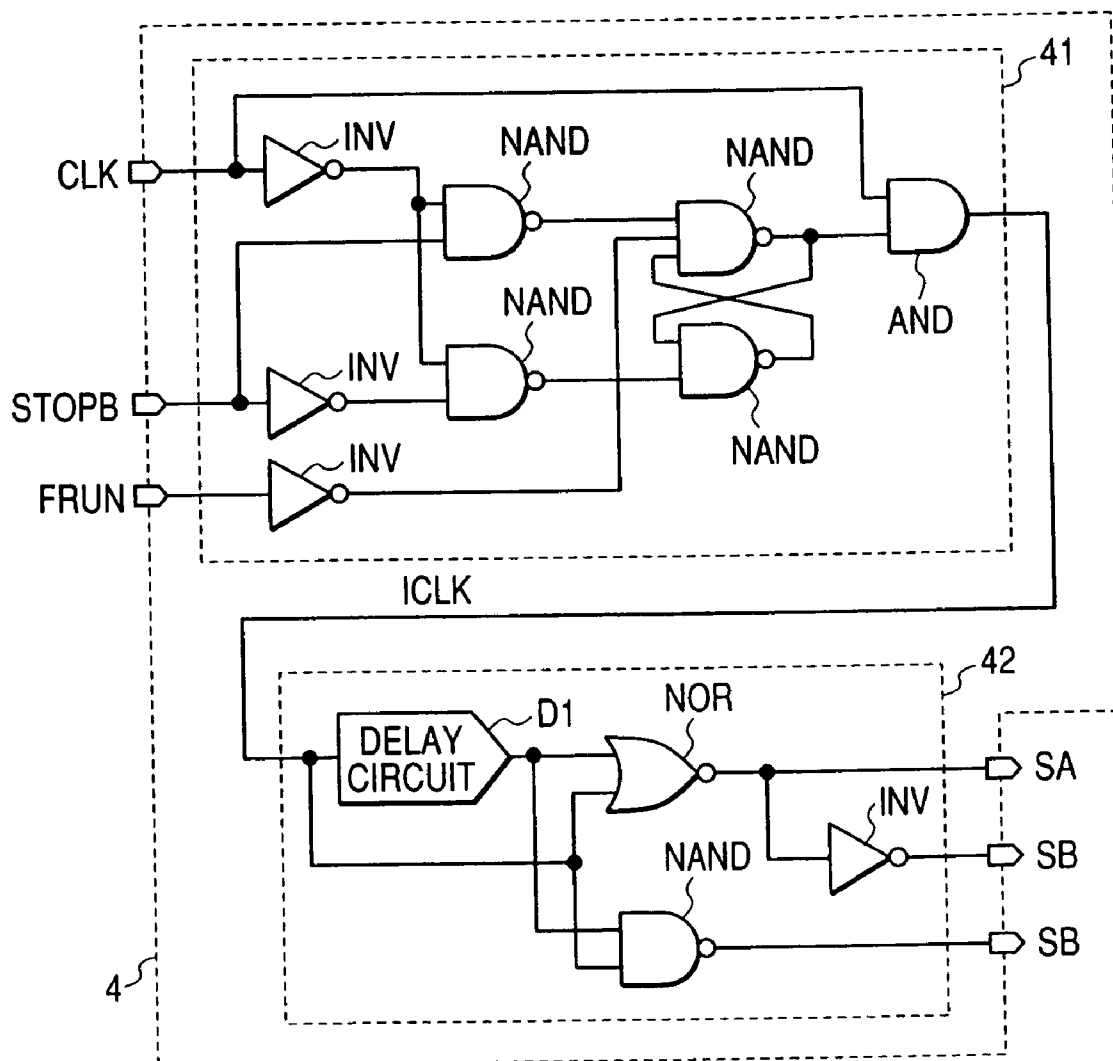 41
INV
NAND
NAND
CLK
NAND
AND
INV
STOPB
NAND
INV
FRUN
ICLK
42
NOR
D1
DELAY
CIRCUIT
SA
INV
NAND
SB
SB
4